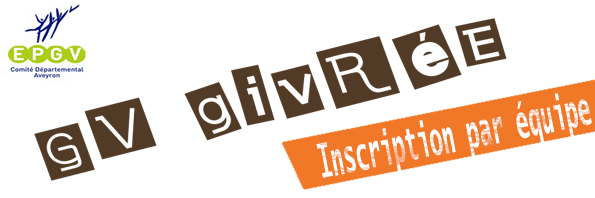 EPGV
Comité Départemental
Aveyron
GV givRéE
Inscription par équipe